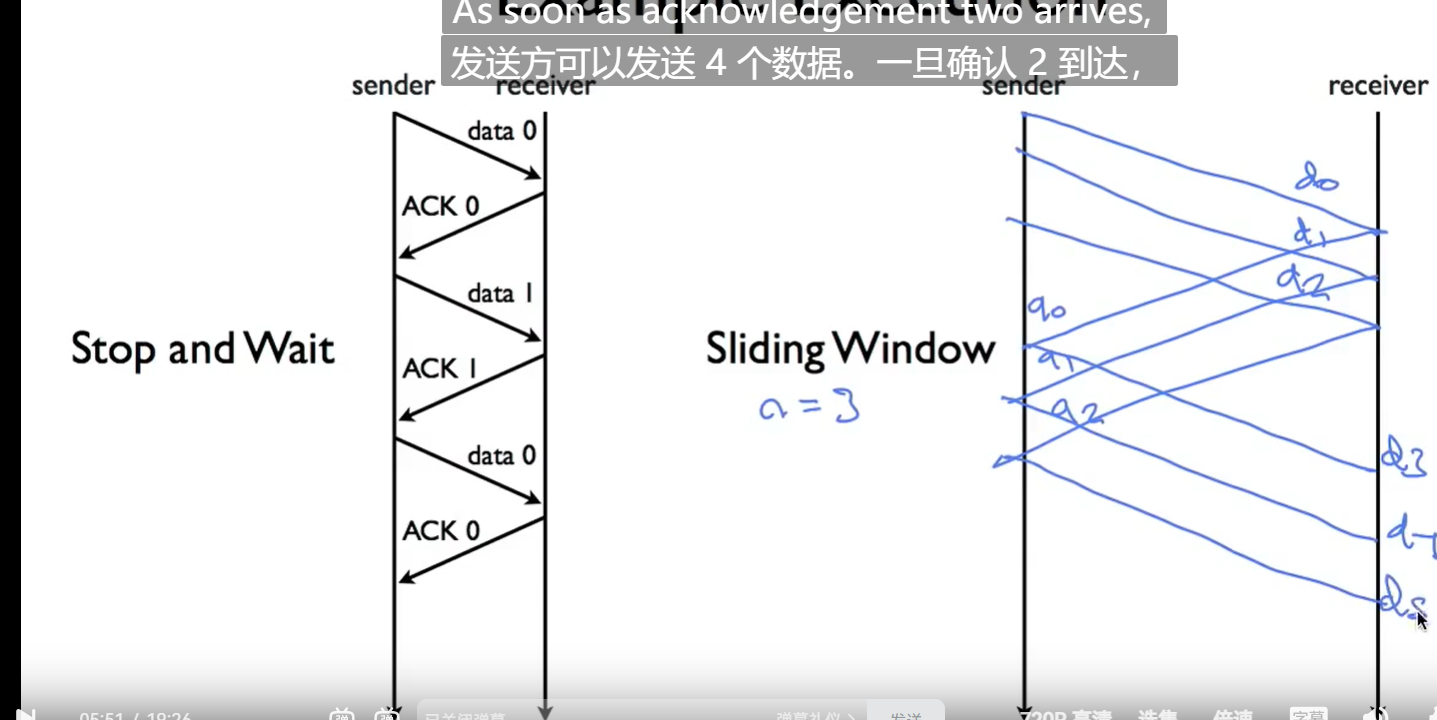 As soon as acknowledgement two arrives,
发送方可以发送 4 个数据。一旦确认 2 到达，
sender
receiver
data 0
ACK 0
data 1
ACK 1
data 0
ACK 0
Stop and Wait
sender
receiver
Sliding Window
n = 3
d0
d1
d2
a0
a1
a2
d3
d5
05:51 / 19:26
已关闭弹幕
弹幕礼仪 >
发送
720P 高清
选集
倍速
字幕